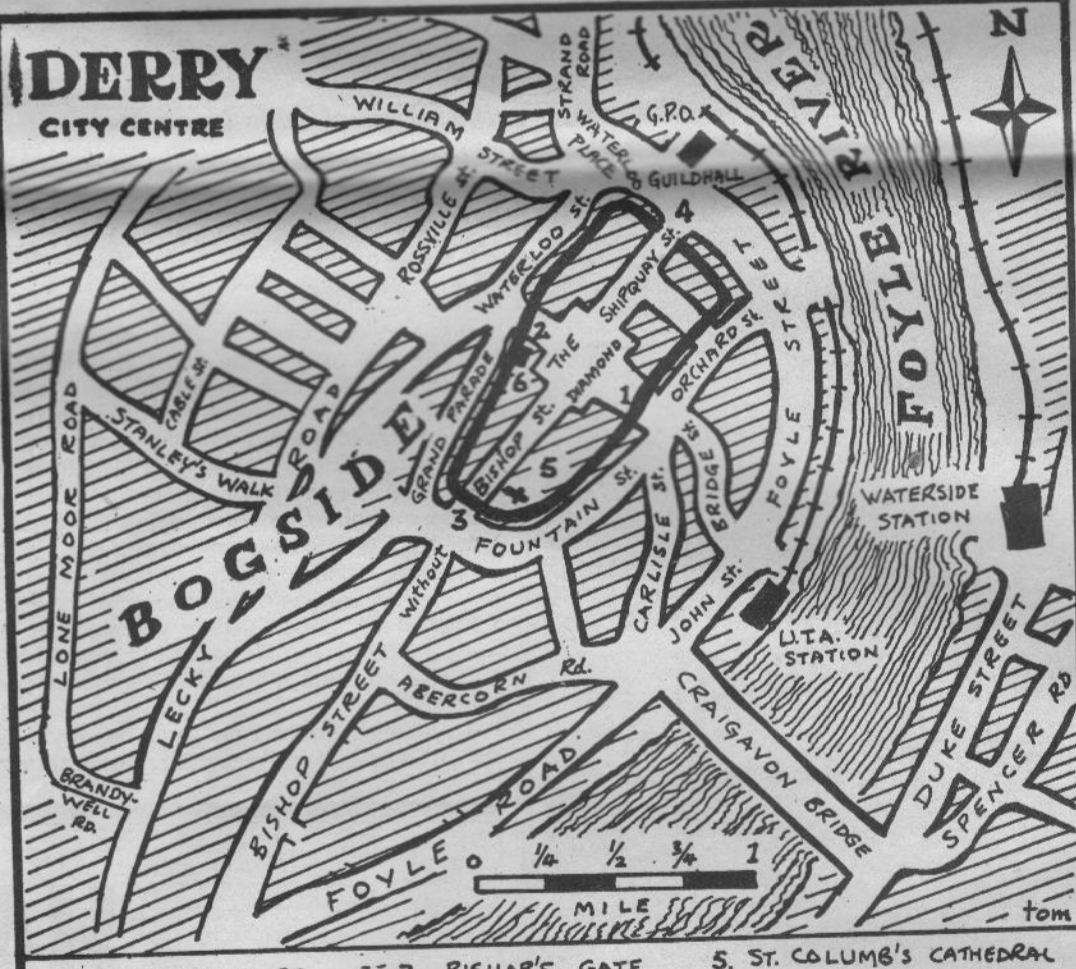 DERRY
CITY CENTRE
N
WILLIAM
STREET
STRAND
ROAD
WATERLOO
PLACE
G.P.O.
GUILDHALL
FOYLE RIVER
ROSSVILLE St.
WATERLOO St.
4
SHIPQUAY St.
2
THE
DIAMOND
6
1
ORCHARD St.
FOYLE STREET
GRAND PARADE
BISHOP St.
5
4
3
FOUNTAIN St.
CARLISLE St.
BRIDGE St.
JOHN St.
CABLE St.
STANLEY'S WALK
LONE MOOR ROAD
BOGSIDE
LECKY ROAD
BRANDY-
WELL
RD.
BISHOP STREET Without
ABERCORN Rd.
FOYLE ROAD
CRAIGAVON BRIDGE
WATERSIDE
STATION
U.T.A.
STATION
DUKE STREET
SPENCER RD
0 1/4 1/2 3/4 1
MILE
tom
BISHOP'S GATE
5. ST. COLUMB'S CATHEDRAL